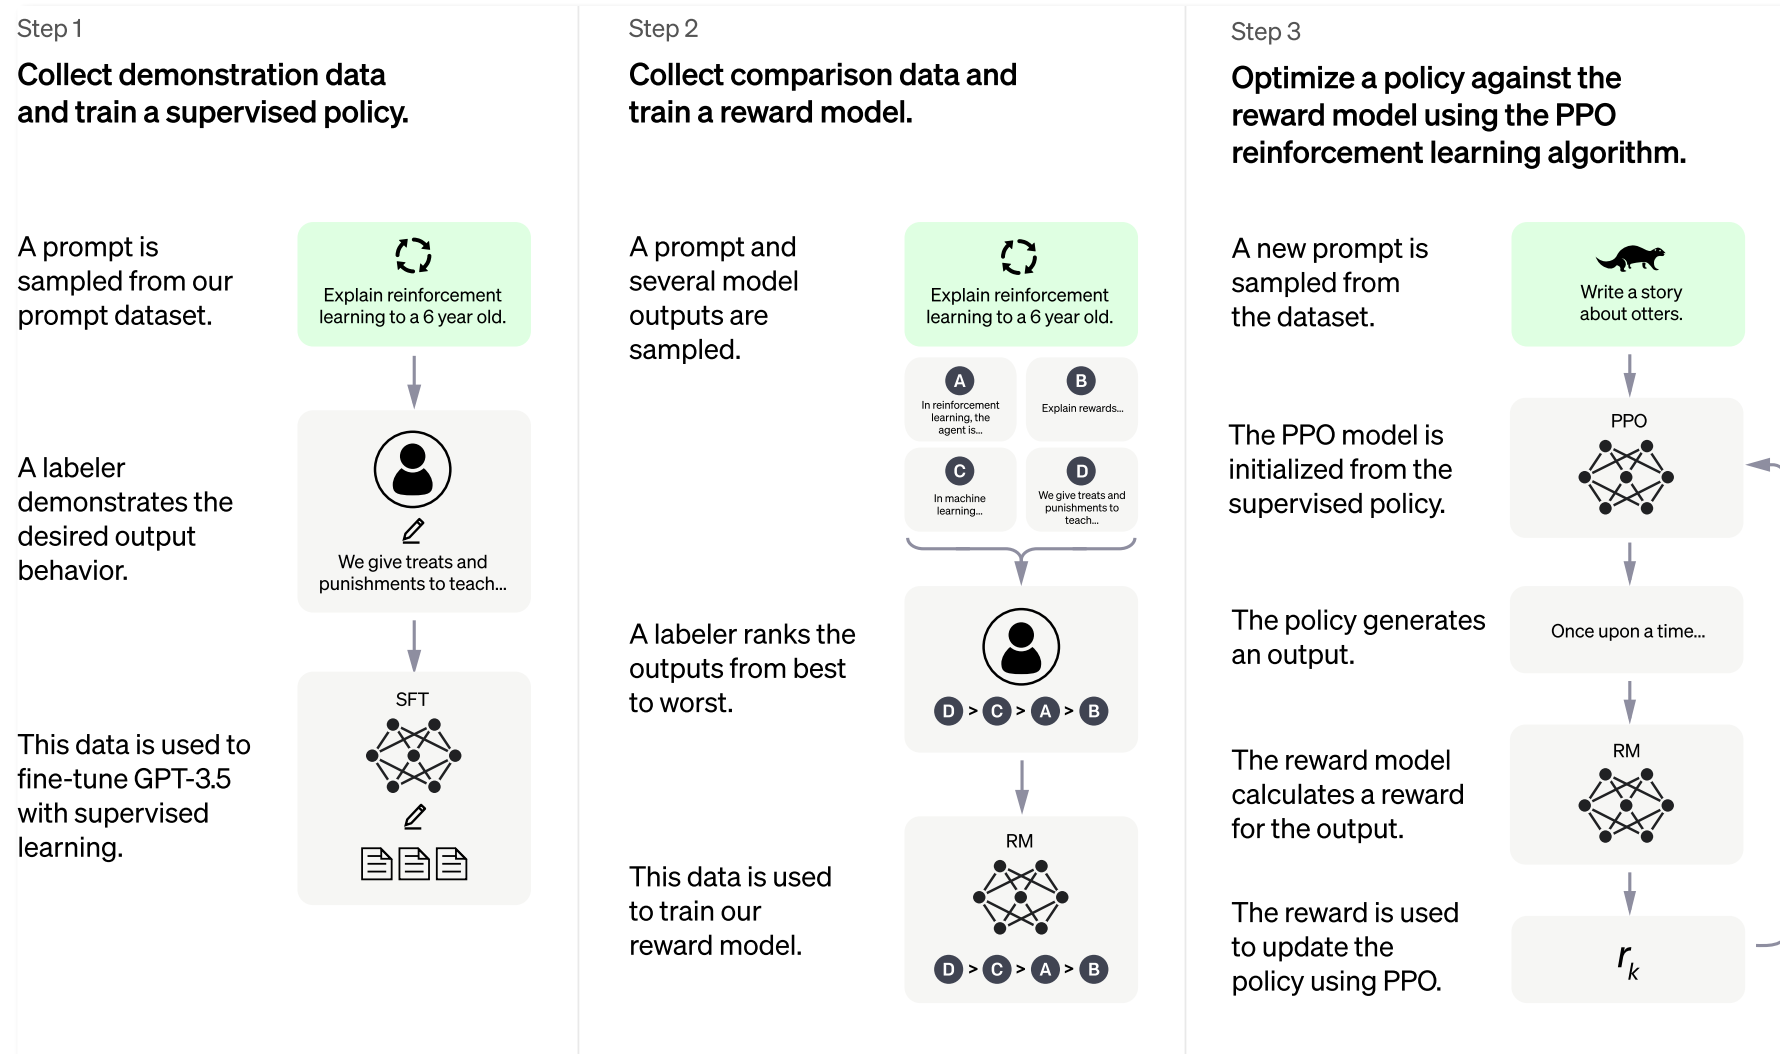 Step 1
Collect demonstration data
and train a supervised policy.
A prompt is
sampled from our
prompt dataset.
Explain reinforcement
learning to a 6 year old.
A labeler
demonstrates the
desired output
behavior.
We give treats and
punishments to teach...
This data is used to
fine-tune GPT-3.5
with supervised
learning.
SFT
Step 2
Collect comparison data and
train a reward model.
A prompt and
several model
outputs are
sampled.
Explain reinforcement
learning to a 6 year old.
A
In reinforcement
learning, the
agent is...
B
Explain rewards...
C
In machine
learning...
D
We give treats and
punishments to
teach...
A labeler ranks the
outputs from best
to worst.
D > C > A > B
This data is used
to train our
reward model.
RM
D > C > A > B
Step 3
Optimize a policy against the
reward model using the PPO
reinforcement learning algorithm.
A new prompt is
sampled from
the dataset.
Write a story
about otters.
The PPO model is
initialized from the
supervised policy.
PPO
The policy generates
an output.
Once upon a time...
The reward model
calculates a reward
for the output.
RM
The reward is used
to update the
policy using PPO.
rk